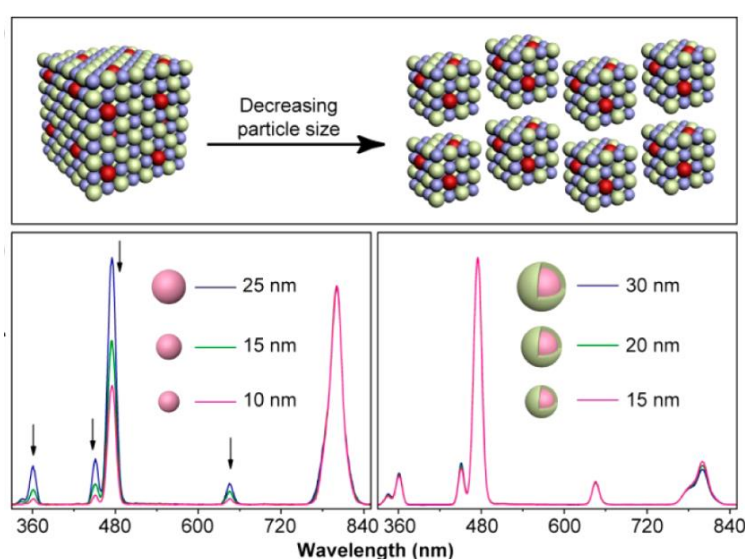 Decreasing
particle size
25 nm
15 nm
10 nm
30 nm
20 nm
15 nm
360 480 600 720 840 360 480 600 720 840
Wavelength (nm)